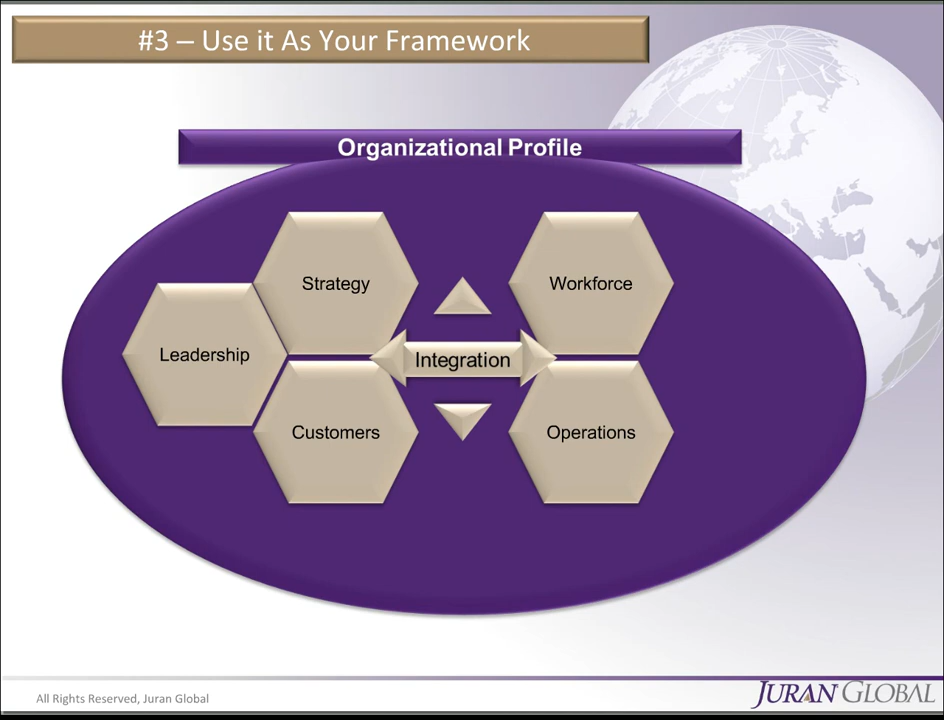 #3 – Use it As Your Framework
Organizational Profile
Strategy
Workforce
Leadership
Integration
Customers
Operations
All Rights Reserved, Juran Global
JURAN GLOBAL